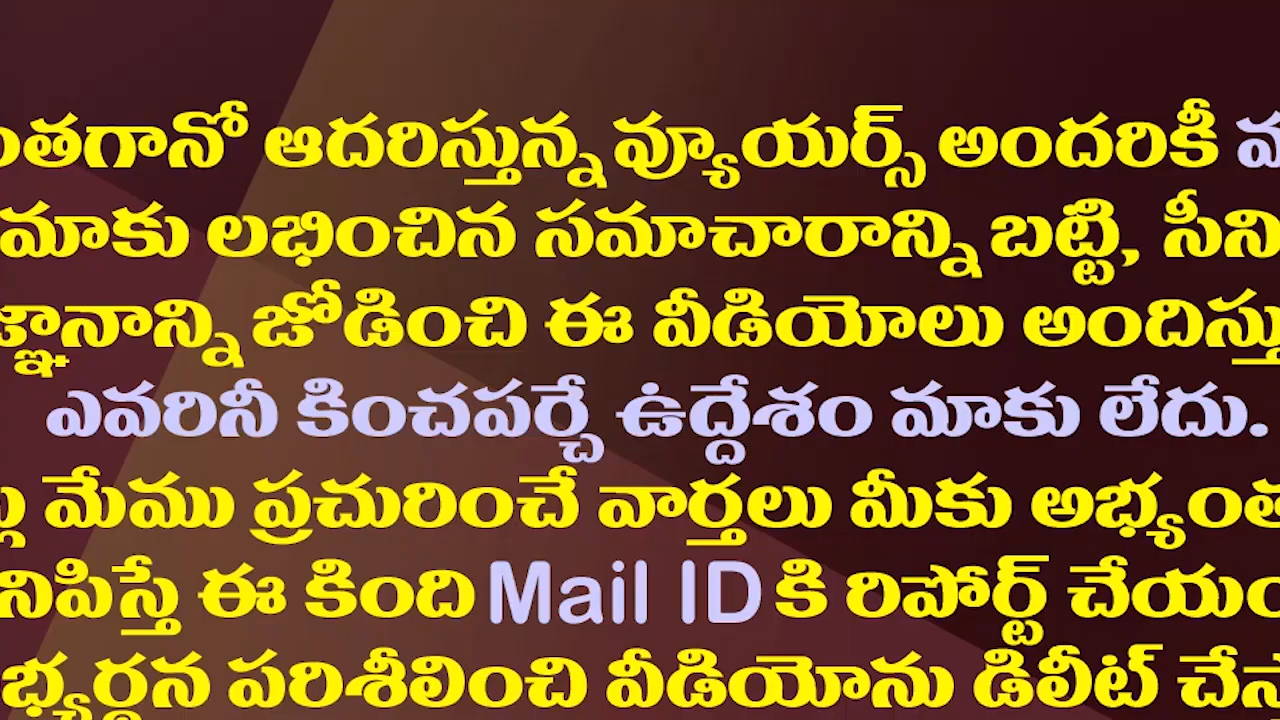 ంతగానో ఆదరిస్తున్న వ్యూయర్స్ అందరికీ
మాకు లభించిన సమాచారాన్ని బట్టి, సీని
జ్ఞానాన్ని జోడించి ఈ వీడియోలు అందిస్తు
ఎవరినీ కించపర్చే ఉద్దేశం మాకు లేదు.
మేము ప్రచురించే వార్తలు మీకు అభ్యంత
నిపిస్తే ఈ కింది Mail ID కి రిపోర్ట్ చేయం
భ్యర్థన పరిశీలించి వీడియోను డిలీట్ చేస